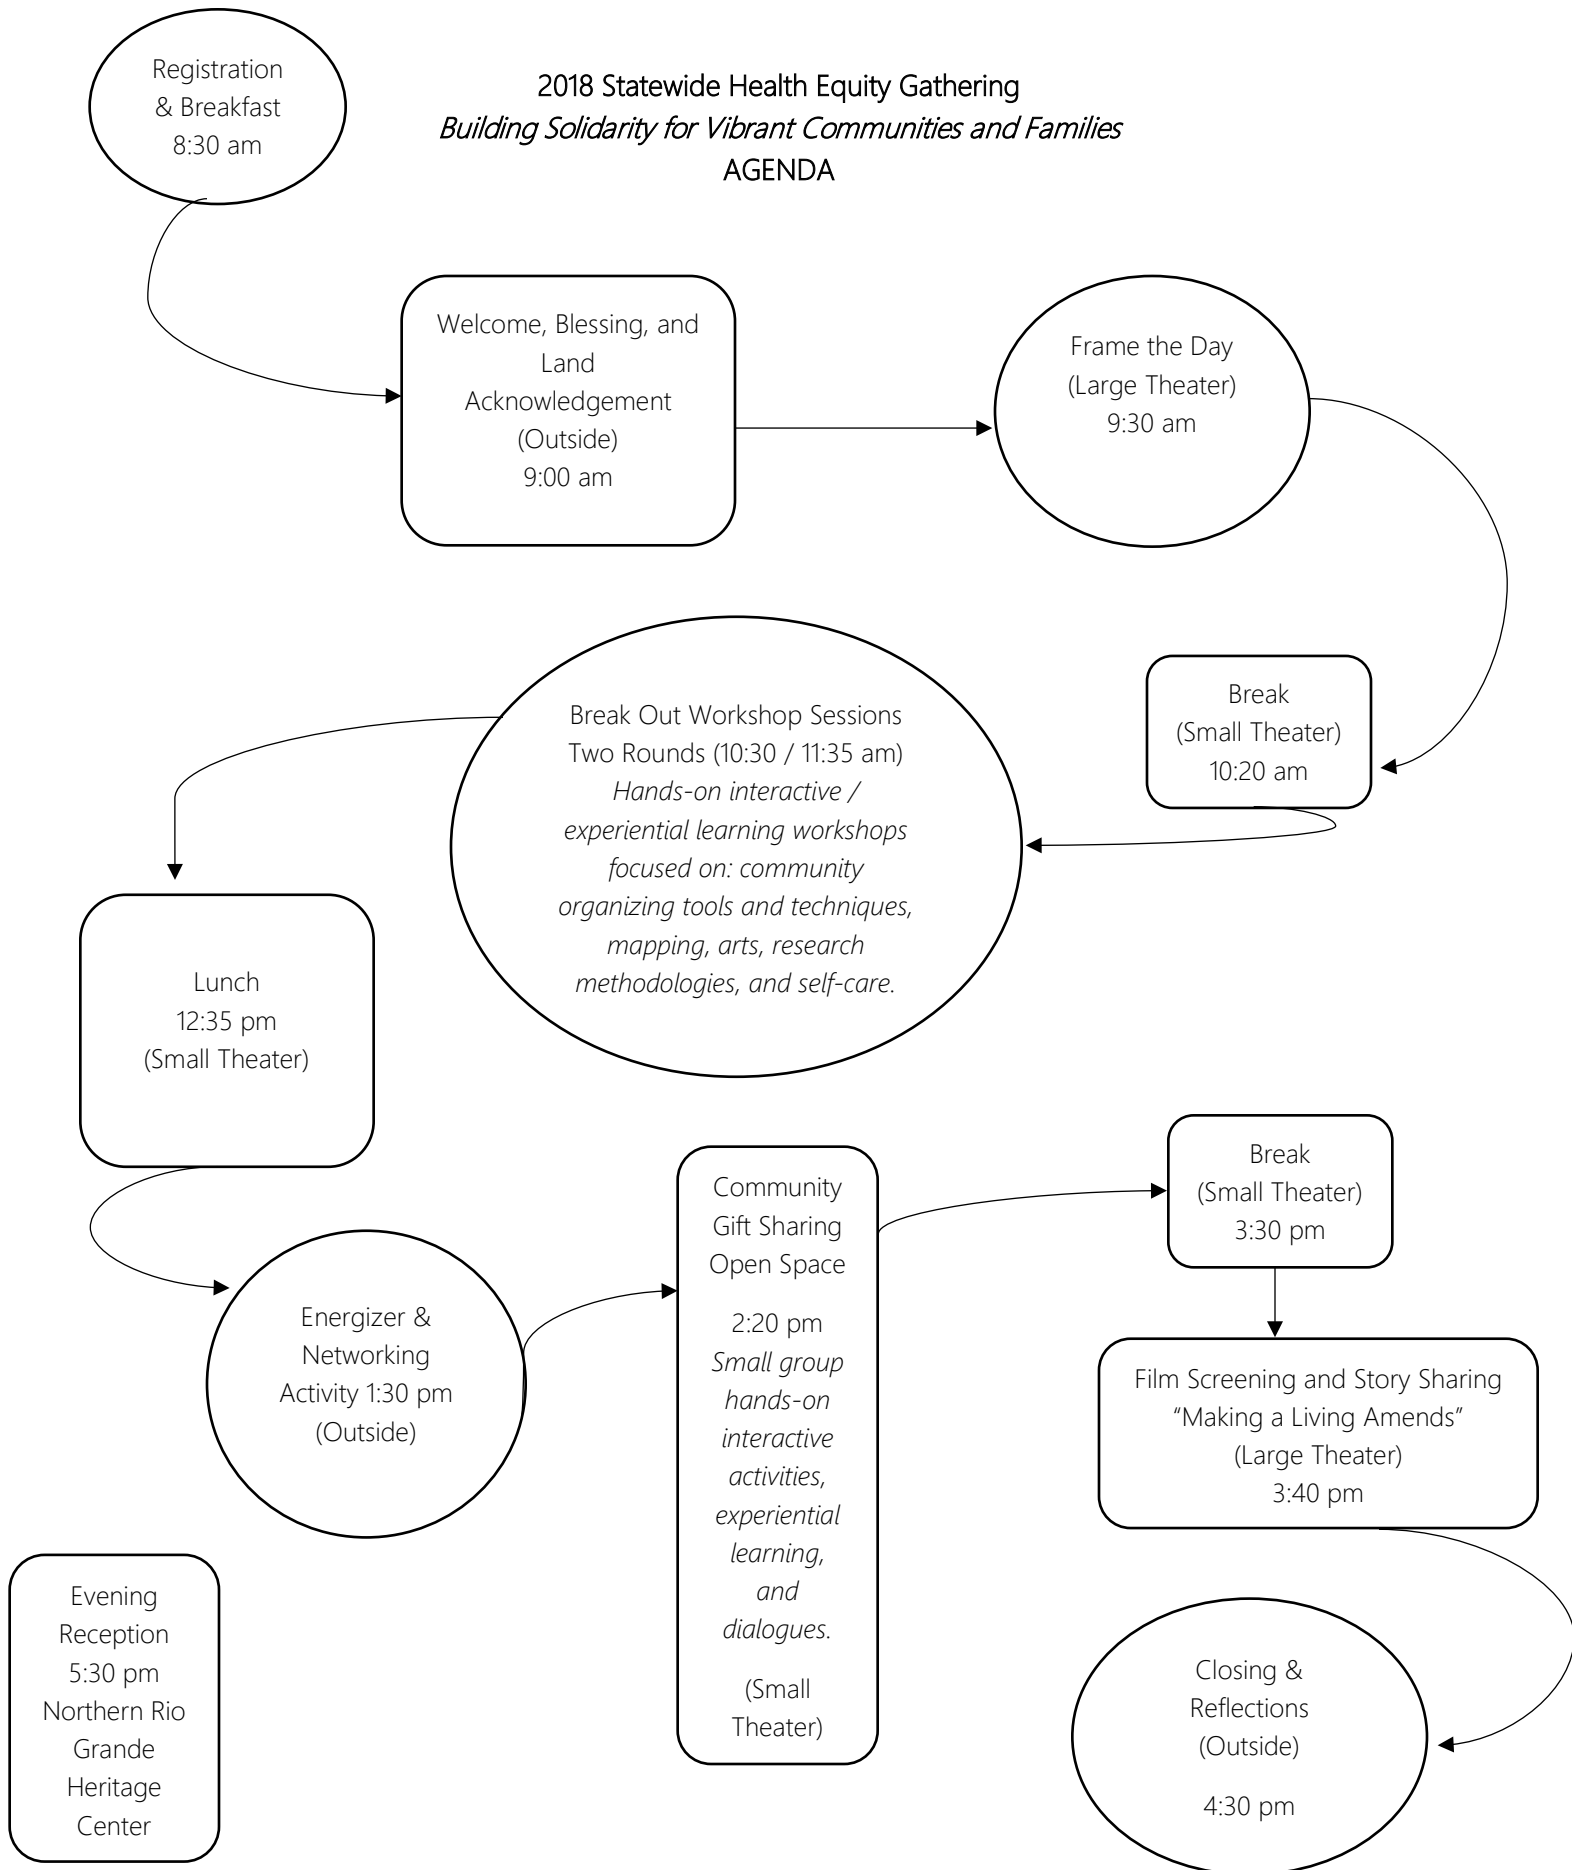 Registration
& Breakfast
8:30 am
2018 Statewide Health Equity Gathering
Building Solidarity for Vibrant Communities and Families
AGENDA
Welcome, Blessing, and
Land
Acknowledgement
(Outside)
9:00 am
Frame the Day
(Large Theater)
9:30 am
Break
(Small Theater)
10:20 am
Break Out Workshop Sessions
Two Rounds (10:30 / 11:35 am)
Hands-on interactive /
experiential learning workshops
focused on: community
organizing tools and techniques,
mapping, arts, research
methodologies, and self-care.
Lunch
12:35 pm
(Small Theater)
Energizer &
Networking
Activity 1:30 pm
(Outside)
Community
Gift Sharing
Open Space
2:20 pm
Small group
hands-on
interactive
activities,
experiential
learning,
and
dialogues.
(Small
Theater)
Break
(Small Theater)
3:30 pm
Film Screening and Story Sharing
“Making a Living Amends”
(Large Theater)
3:40 pm
Closing &
Reflections
(Outside)
4:30 pm
Evening
Reception
5:30 pm
Northern Rio
Grande
Heritage
Center